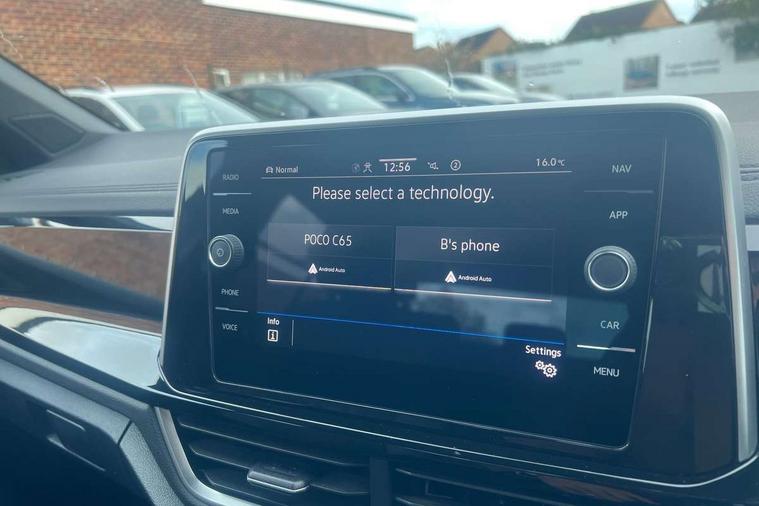 RADIO
MEDIA
PHONE
VOICE
Normal
12:56
2
16.0°C
Please select a technology.
POCO C65
Android Auto
B's phone
Android Auto
Info
i
Settings
NAV
APP
CAR
MENU